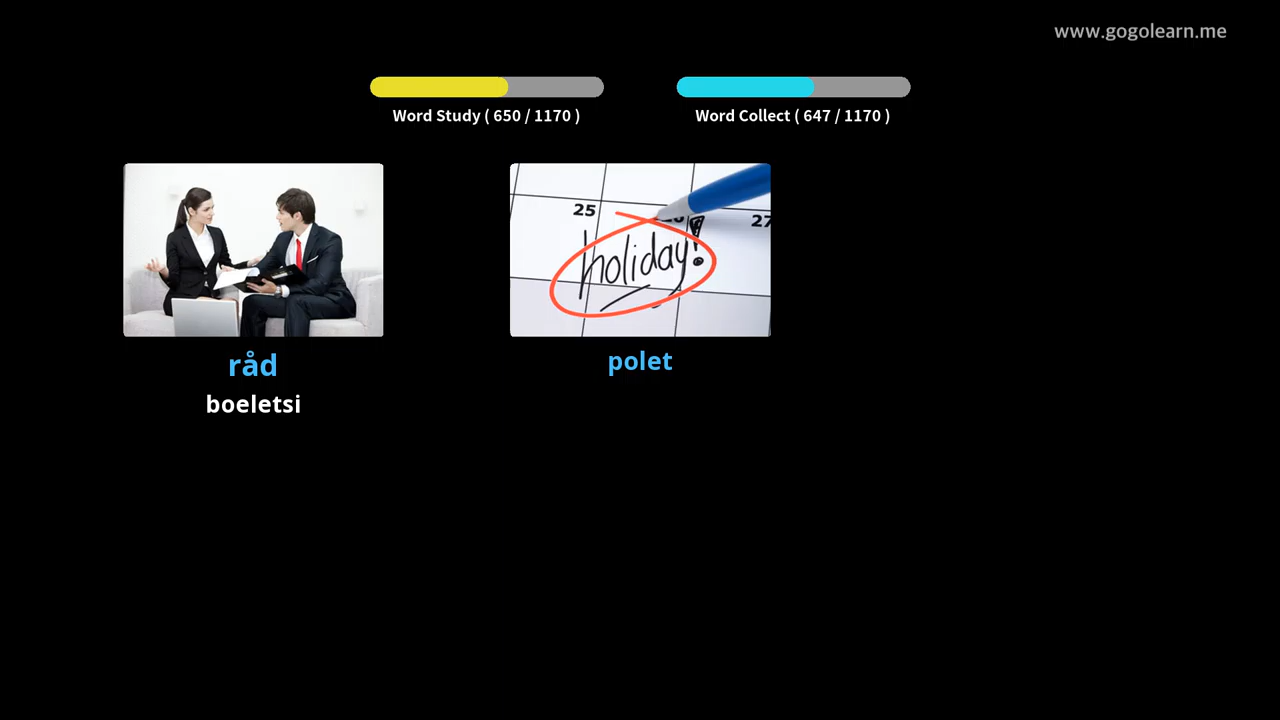 www.gogolearn.me
Word Study ( 650 / 1170 )
Word Collect ( 647 / 1170 )
25
27
holiday!
råd
polet
boeletsi